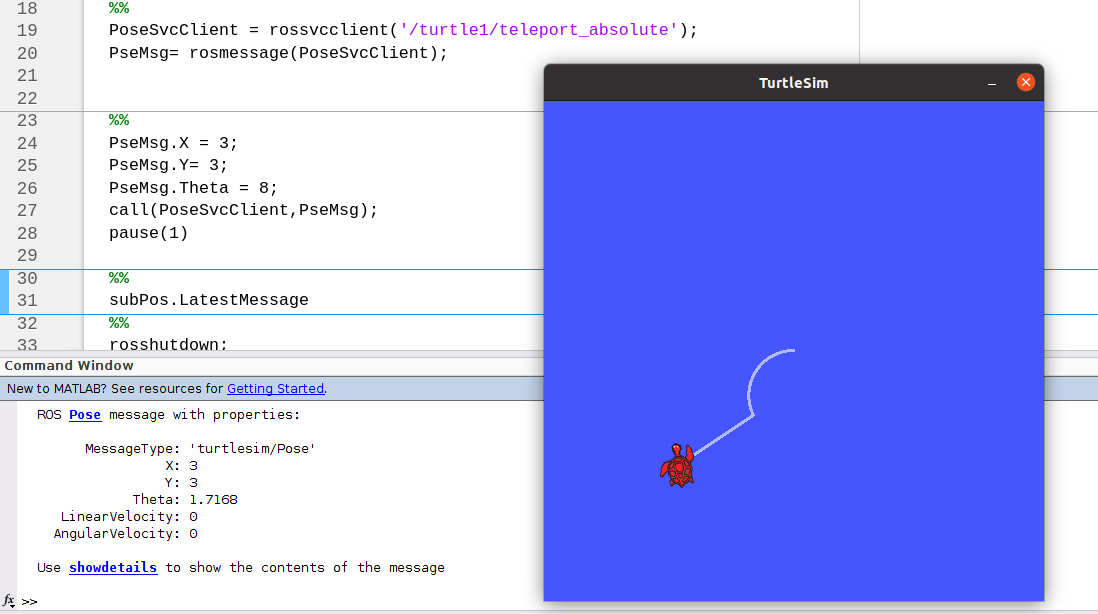 18 %%
19 PoseSvcClient = rossvcclient('/turtle1/teleport_absolute');
20 PseMsg= rosmessage(PoseSvcClient);
21
22
23 %%
24 PseMsg.X = 3;
25 PseMsg.Y= 3;
26 PseMsg.Theta = 8;
27 call(PoseSvcClient,PseMsg);
28 pause(1)
29
30 %%
31 subPos.LatestMessage
32 %%
33 rosshutdown;
TurtleSim
Command Window
New to MATLAB? See resources for Getting Started.
ROS Pose message with properties:
MessageType: 'turtlesim/Pose'
X: 3
Y: 3
Theta: 1.7168
LinearVelocity: 0
AngularVelocity: 0
Use showdetails to show the contents of the message
fx >>